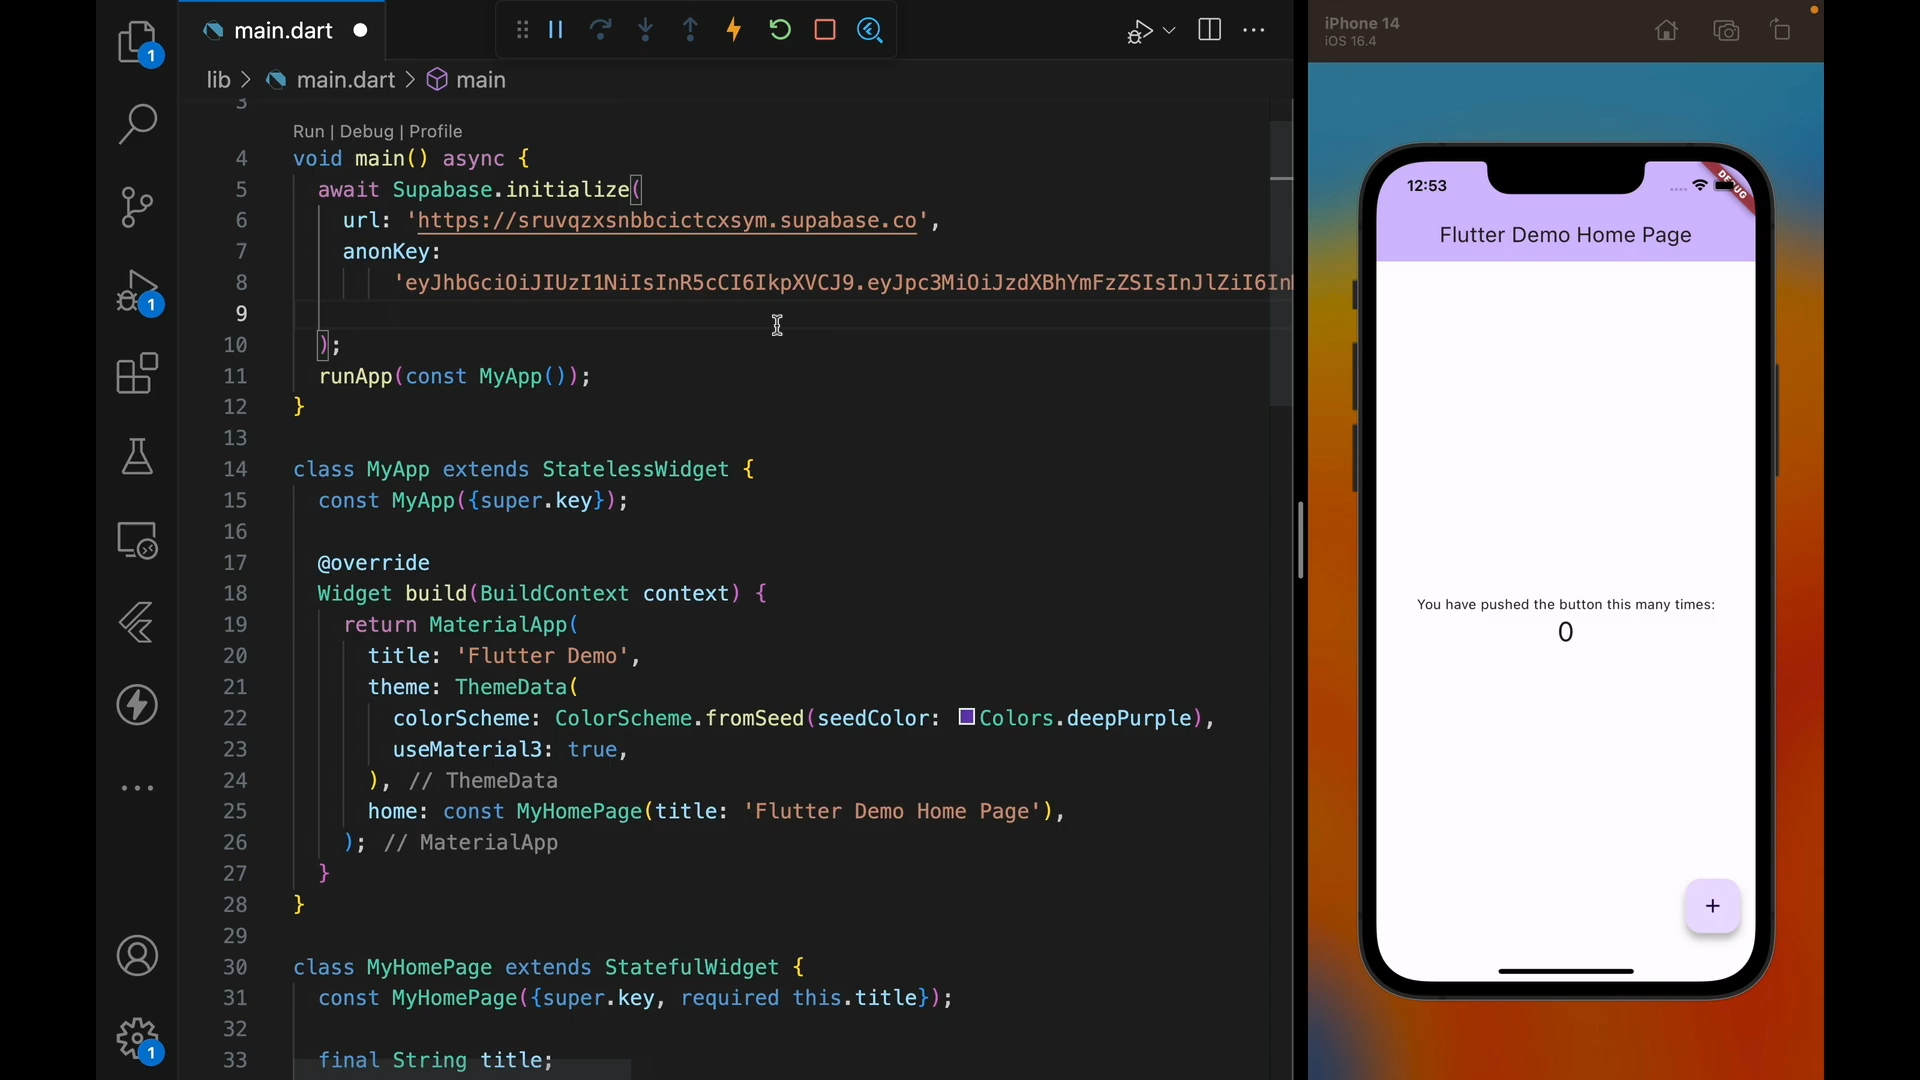 main.dart
1
lib > main.dart > main
3
Run | Debug | Profile
4 void main() async {
5 await Supabase.initialize(
6 url: 'https://sruvqzxsnbbcictcxsym.supabase.co',
7 anonKey:
8 'eyJhbGciOiJIUzI1NiIsInR5cCI6IkpXVCJ9.eyJpc3MiOiJzdXBhYmFzZSIsInJlZiI6In
9
10 );
11 runApp(const MyApp());
12 }
13
14 class MyApp extends StatelessWidget {
15 const MyApp({super.key});
16
17 @override
18 Widget build(BuildContext context) {
19 return MaterialApp(
20 title: 'Flutter Demo',
21 theme: ThemeData(
22 colorScheme: ColorScheme.fromSeed(seedColor: Colors.deepPurple),
23 useMaterial3: true,
24 ), // ThemeData
25 home: const MyHomePage(title: 'Flutter Demo Home Page'),
26 ); // MaterialApp
27 }
28 }
29
30 class MyHomePage extends StatefulWidget {
31 const MyHomePage({super.key, required this.title});
32
33 final String title;
1
1
iPhone 14
iOS 16.4
12:53
DEBUG
Flutter Demo Home Page
You have pushed the button this many times:
0
+